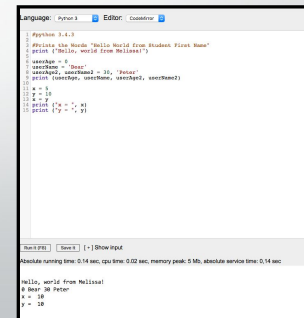 Language: Python 3 Editor: CodeMirror
1 #python 3.4.3
2
3 #Prints the Words "Hello World from Student First Name"
4 print ("Hello, world from Melissa!")
5
6 userAge = 0
7 userName = 'Bear'
8 userAge2, userName2 = 30, 'Peter'
9 print (userAge, userName, userAge2, userName2)
10
11 x = 5
12 y = 10
13 x = y
14 print ("x = ", x)
15 print ("y = ", y)
Run it (F8) Save it [ + ] Show input
Absolute running time: 0.14 sec, cpu time: 0.02 sec, memory peak: 5 Mb, absolute service time: 0,14 sec
Hello, world from Melissa!
0 Bear 30 Peter
x = 10
y = 10